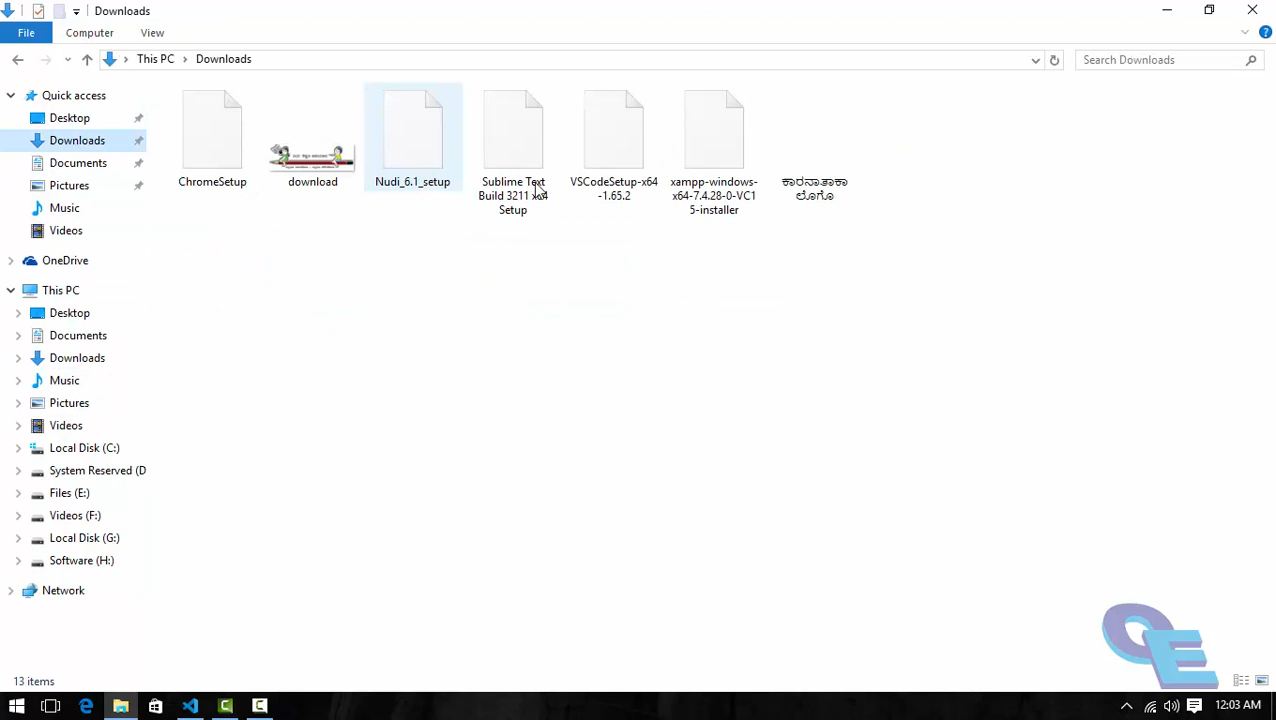 Downloads
File
Computer
View
This PC
Downloads
Search Downloads
Quick access
Desktop
Downloads
Documents
Pictures
Music
Videos
OneDrive
This PC
Desktop
Documents
Downloads
Music
Pictures
Videos
Local Disk (C:)
System Reserved (D
Files (E:)
Videos (F:)
Local Disk (G:)
Software (H:)
Network
ChromeSetup
download
Nudi_6.1_setup
Sublime Text
Build 3211 x64
Setup
VSCodeSetup-x64
-1.65.2
xampp-windows-
x64-7.4.28-0-VC1
5-installer
ಕಾರನಾತಾಕಾ
ಲೊಗೊ
13 items
OE
12:03 AM